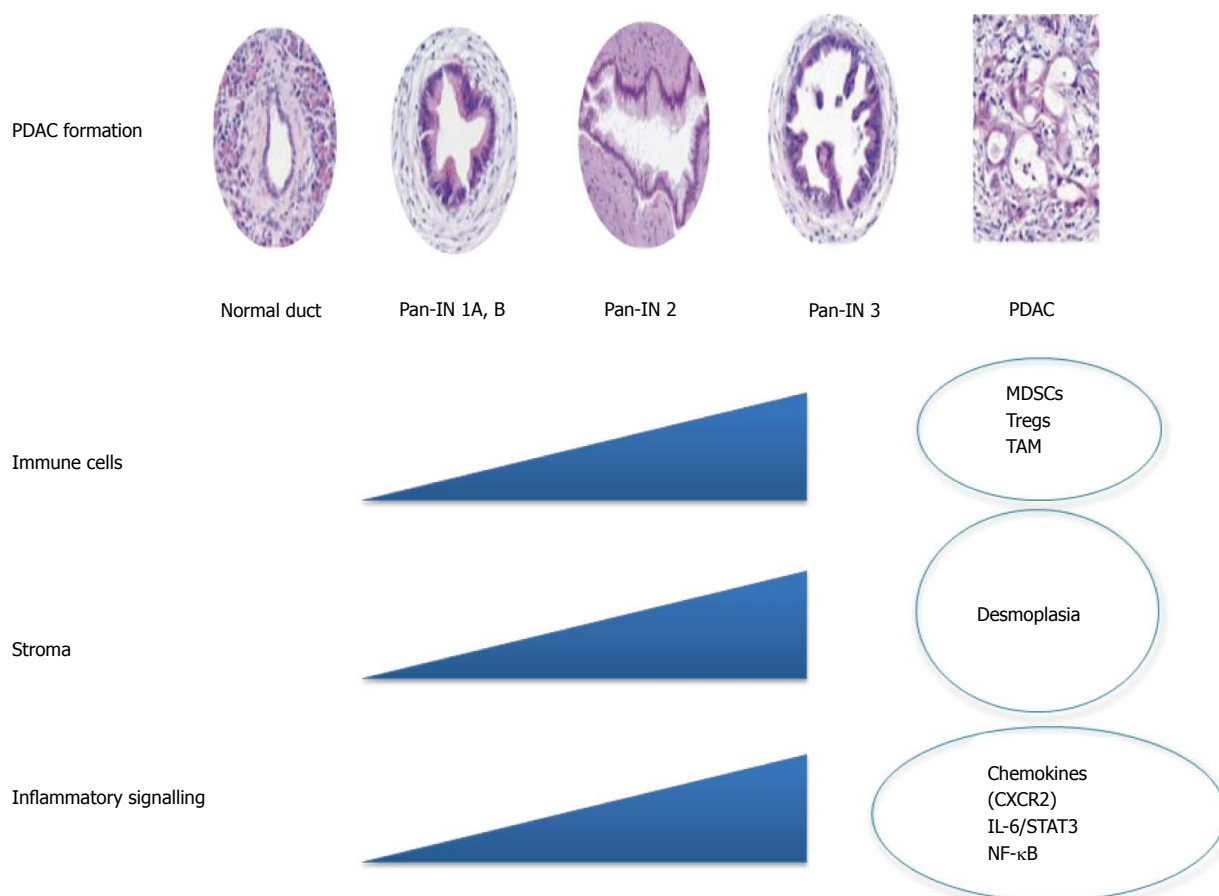 PDAC formation
Normal duct
Pan-IN 1A, B
Pan-IN 2
Pan-IN 3
PDAC
Immune cells
MDSCs
Tregs
TAM
Stroma
Desmoplasia
Inflammatory signalling
Chemokines
(CXCR2)
IL-6/STAT3
NF-κB